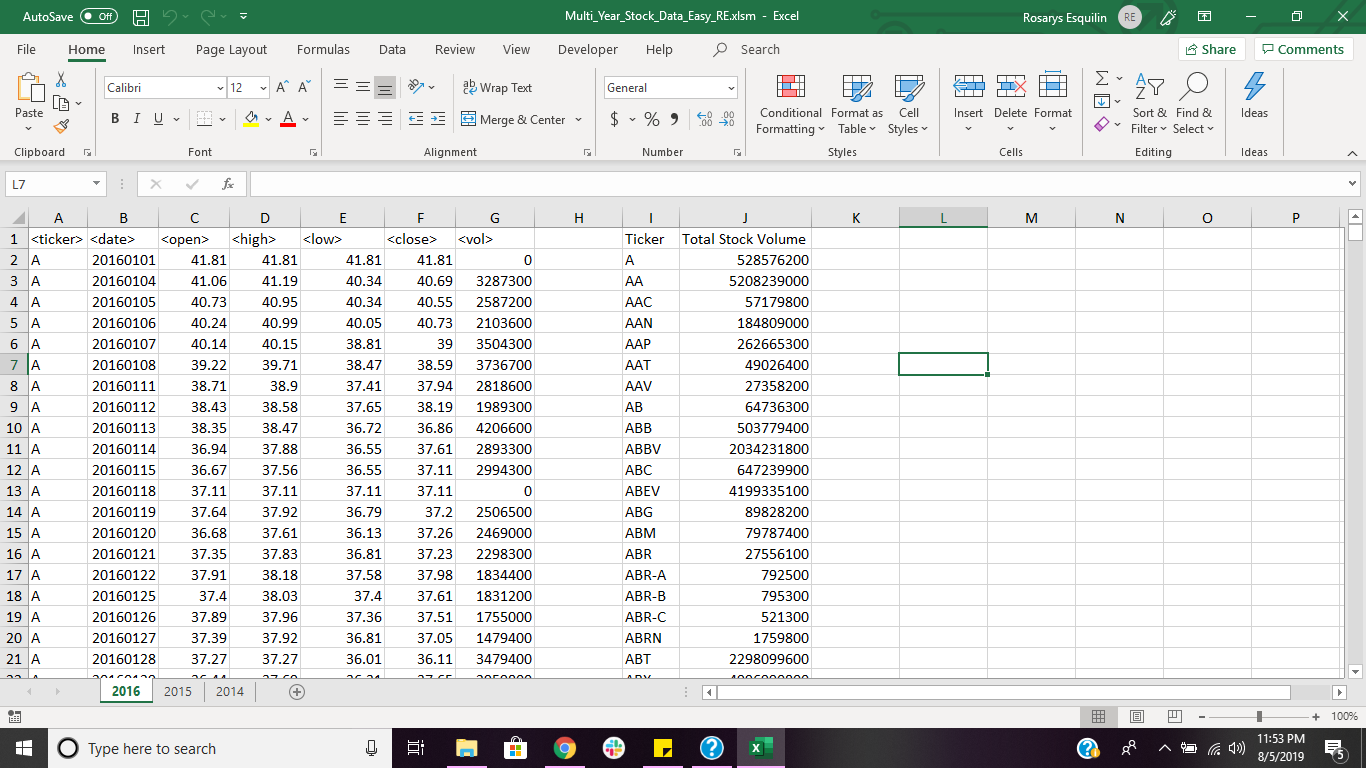 AutoSave Off Multi_Year_Stock_Data_Easy_RE.xlsm - Excel Rosarys Esquilin RE
File Home Insert Page Layout Formulas Data Review View Developer Help Search Share Comments
Calibri 12 Wrap Text General
Paste Conditional Format as Cell Insert Delete Format Sort & Find & Ideas
B I U A Merge & Center $ % Formatting Table Styles Filter Select
Clipboard Font Alignment Number Styles Cells Editing Ideas
L7 fx
A B C D E F G H I J K L M N O P
1 <ticker> <date> <open> <high> <low> <close> <vol> Ticker Total Stock Volume
2 A 20160101 41.81 41.81 41.81 41.81 0 A 528576200
3 A 20160104 41.06 41.19 40.34 40.69 3287300 AA 5208239000
4 A 20160105 40.73 40.95 40.34 40.55 2587200 AAC 57179800
5 A 20160106 40.24 40.99 40.05 40.73 2103600 AAN 184809000
6 A 20160107 40.14 40.15 38.81 39 3504300 AAP 262665300
7 A 20160108 39.22 39.71 38.47 38.59 3736700 AAT 49026400
8 A 20160111 38.71 38.9 37.41 37.94 2818600 AAV 27358200
9 A 20160112 38.43 38.58 37.65 38.19 1989300 AB 64736300
10 A 20160113 38.35 38.47 36.72 36.86 4206600 ABB 503779400
11 A 20160114 36.94 37.88 36.55 37.61 2893300 ABBV 2034231800
12 A 20160115 36.67 37.56 36.55 37.11 2994300 ABC 647239900
13 A 20160118 37.11 37.11 37.11 37.11 0 ABEV 4199335100
14 A 20160119 37.64 37.92 36.79 37.2 2506500 ABG 89828200
15 A 20160120 36.68 37.61 36.13 37.26 2469000 ABM 79787400
16 A 20160121 37.35 37.83 36.81 37.23 2298300 ABR 27556100
17 A 20160122 37.91 38.18 37.58 37.98 1834400 ABR-A 792500
18 A 20160125 37.4 38.03 37.4 37.61 1831200 ABR-B 795300
19 A 20160126 37.89 37.96 37.36 37.51 1755000 ABR-C 521300
20 A 20160127 37.39 37.92 36.81 37.05 1479400 ABRN 1759800
21 A 20160128 37.27 37.27 36.01 36.11 3479400 ABT 2298099600
2016 2015 2014
100%
Type here to search
11:53 PM
8/5/2019 5